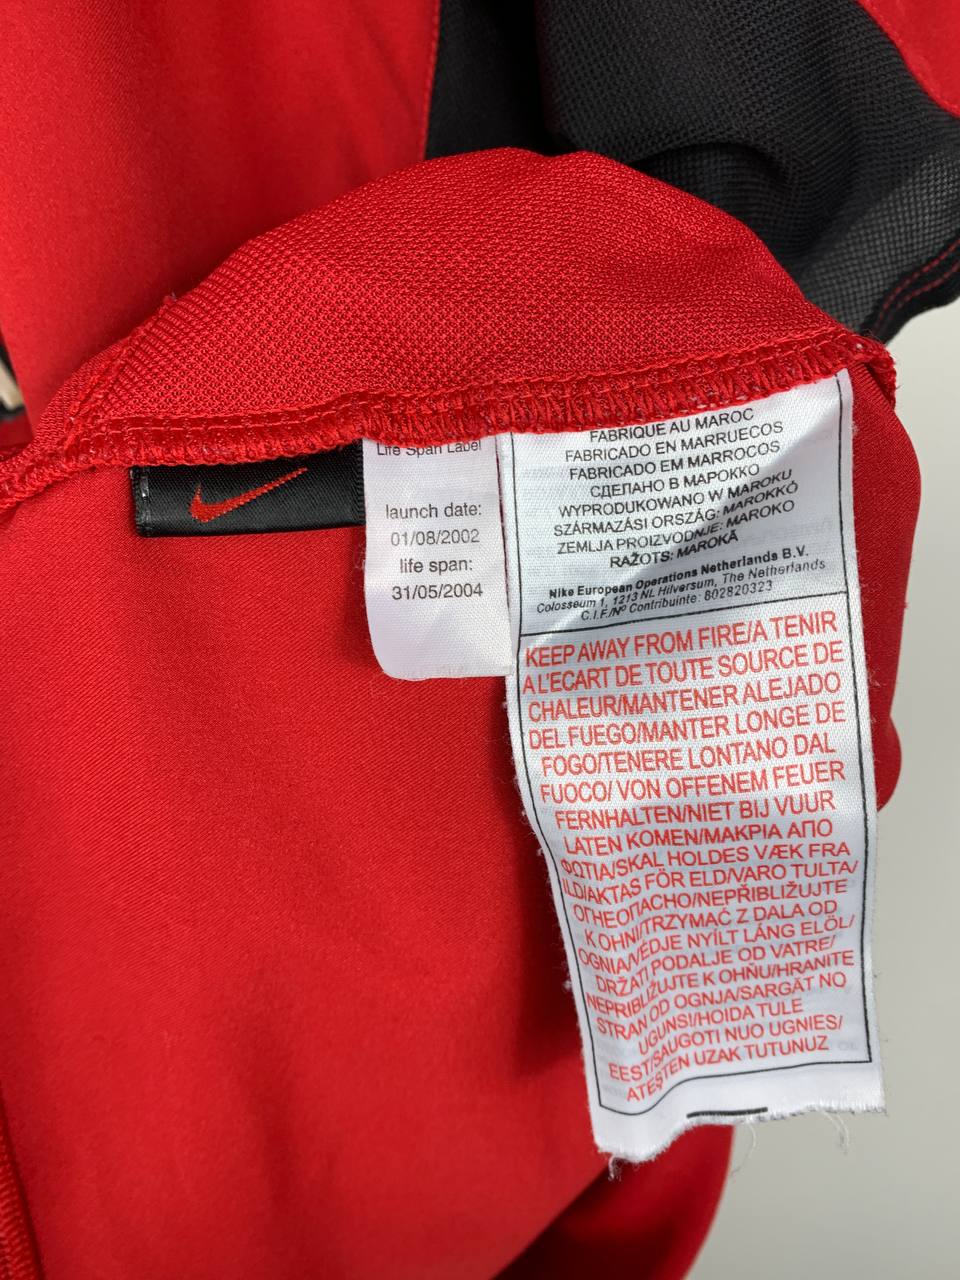 Life Span Label
launch date:
01/08/2002
life span:
31/05/2004
FABRIQUE AU MAROC
FABRICADO EN MARRUECOS
FABRICADO EM MARROCOS
СДЕЛАНО В МАРОККО
WYPRODUKOWANO W MAROKU
SZÁRMAZÁSI ORSZÁG: MAROKKÓ
ZEMLJA PROIZVODNJE: MAROKO
RAŽOTS: MAROKĀ
Nike European Operations Netherlands B.V.
Colosseum 1, 1213 NL Hilversum, The Netherlands
C.I.F./Nº Contribuinte: 802820323
KEEP AWAY FROM FIRE/A TENIR
A L'ECART DE TOUTE SOURCE DE
CHALEUR/MANTENER ALEJADO
DEL FUEGO/MANTER LONGE DE
FOGO/TENERE LONTANO DAL
FUOCO/ VON OFFENEM FEUER
FERNHALTEN/NIET BIJ VUUR
LATEN KOMEN/ΜΑΚΡΙΑ ΑΠΟ
ΦΩΤΙΑ/SKAL HOLDES VÆK FRA
ILD/AKTAS FÖR ELD/VARO TULTA/
ОГНЕОПАСНО/NEPŘIBLIŽUJTE
K OHNI/TRZYMAĆ Z DALA OD
OGNIA/VÉDJE NYÍLT LÁNG ELÖL/
DRŽATI PODALJE OD VATRE/
NEPRIBLIŽUJTE K OHŇU/HRANITE
STRAN OD OGNJA/SARGĀT NO
UGUNSI/HOIDA TULE
EEST/SAUGOTI NUO UGNIES/
ATEŞTEN UZAK TUTUNUZ